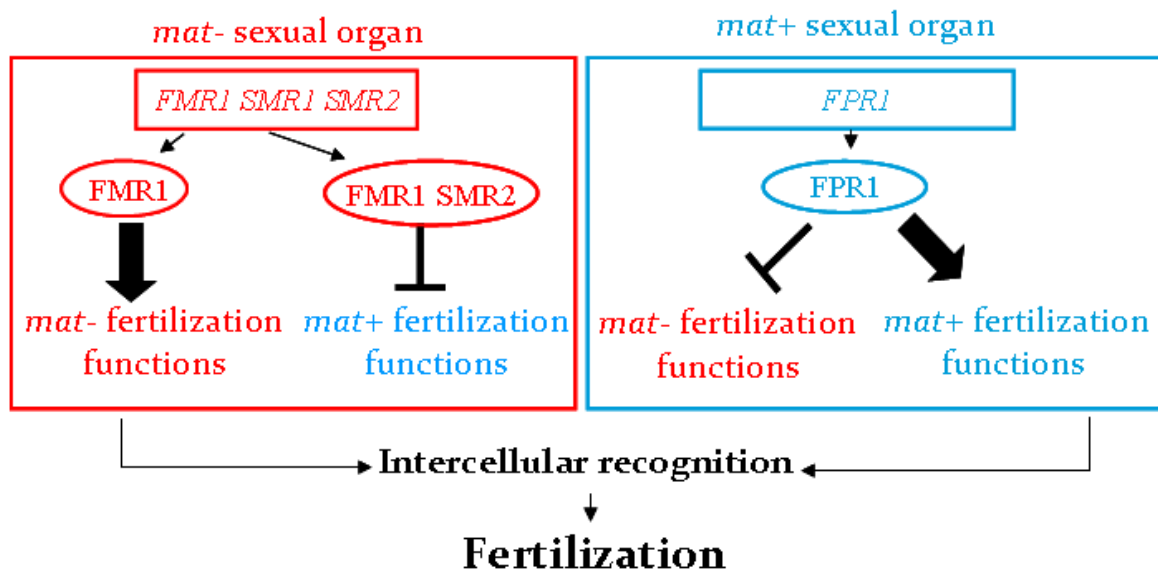 mat- sexual organ
FMR1 SMR1 SMR2
FMR1
FMR1 SMR2
mat- fertilization
functions
mat+ fertilization
functions
mat+ sexual organ
FPR1
FPR1
mat- fertilization
functions
mat+ fertilization
functions
Intercellular recognition
Fertilization